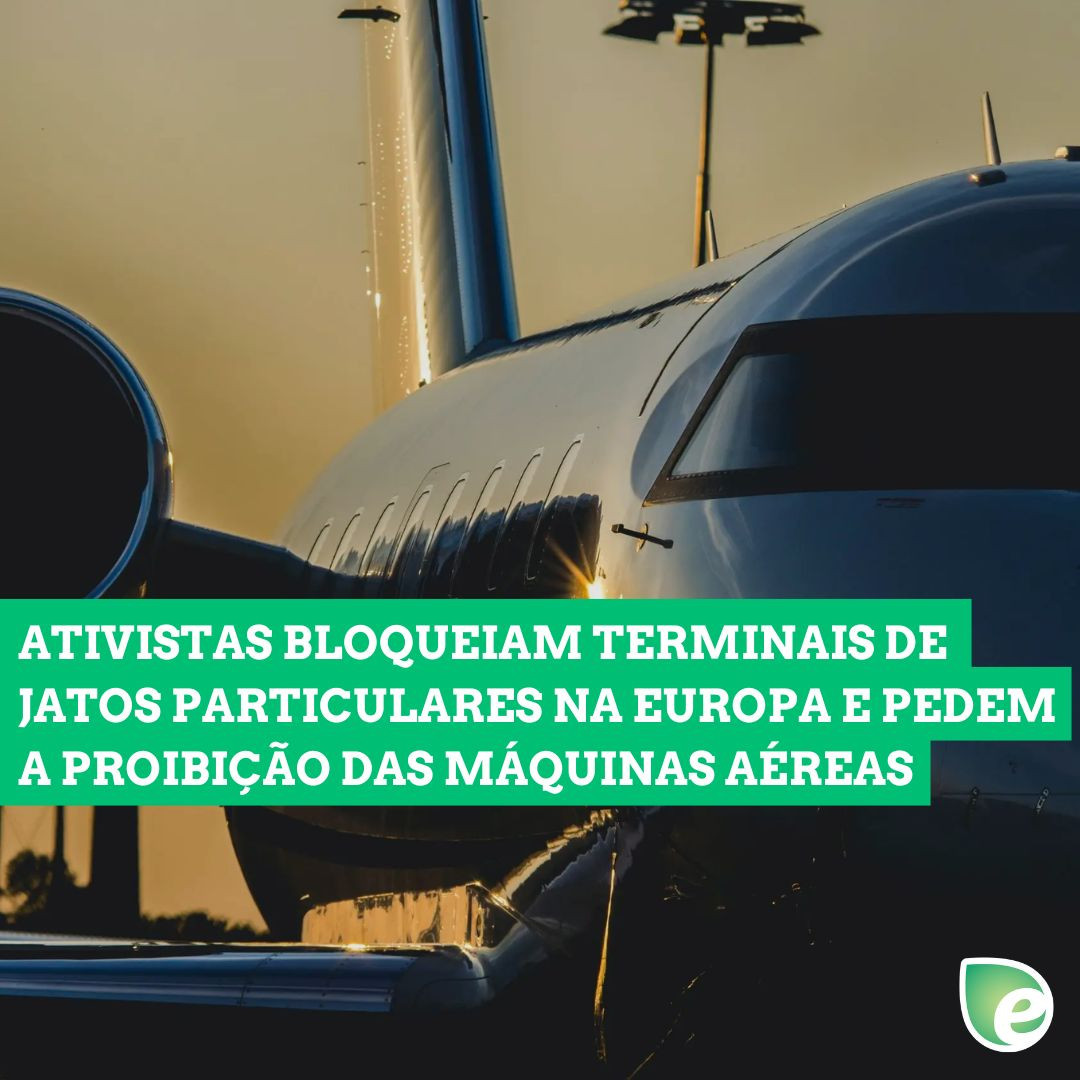 ATIVISTAS BLOQUEIAM TERMINAIS DE
JATOS PARTICULARES NA EUROPA E PEDEM
A PROIBIÇÃO DAS MÁQUINAS AÉREAS
e